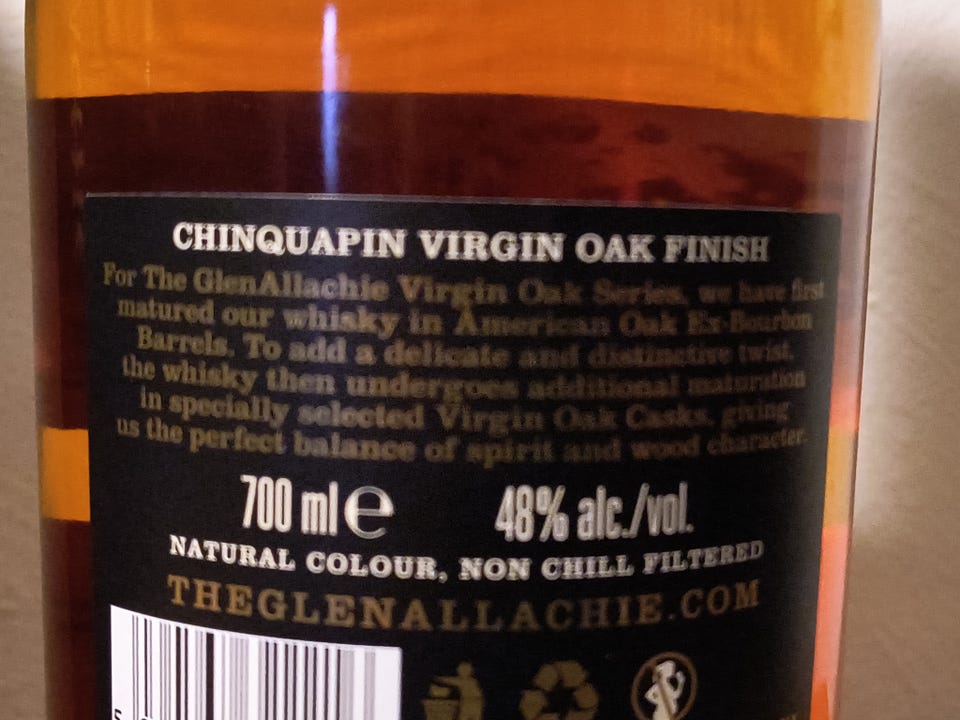 CHINQUAPIN VIRGIN OAK FINISH
For The GlenAllachie Virgin Oak Series, we have first
matured our whisky in American Oak Ex-Bourbon
Barrels. To add a delicate and distinctive twist,
the whisky then undergoes additional maturation
in specially selected Virgin Oak Casks, giving
us the perfect balance of spirit and wood character.
700 ml e 48% alc./vol.
NATURAL COLOUR, NON CHILL FILTERED
THEGLENALLACHIE.COM
5